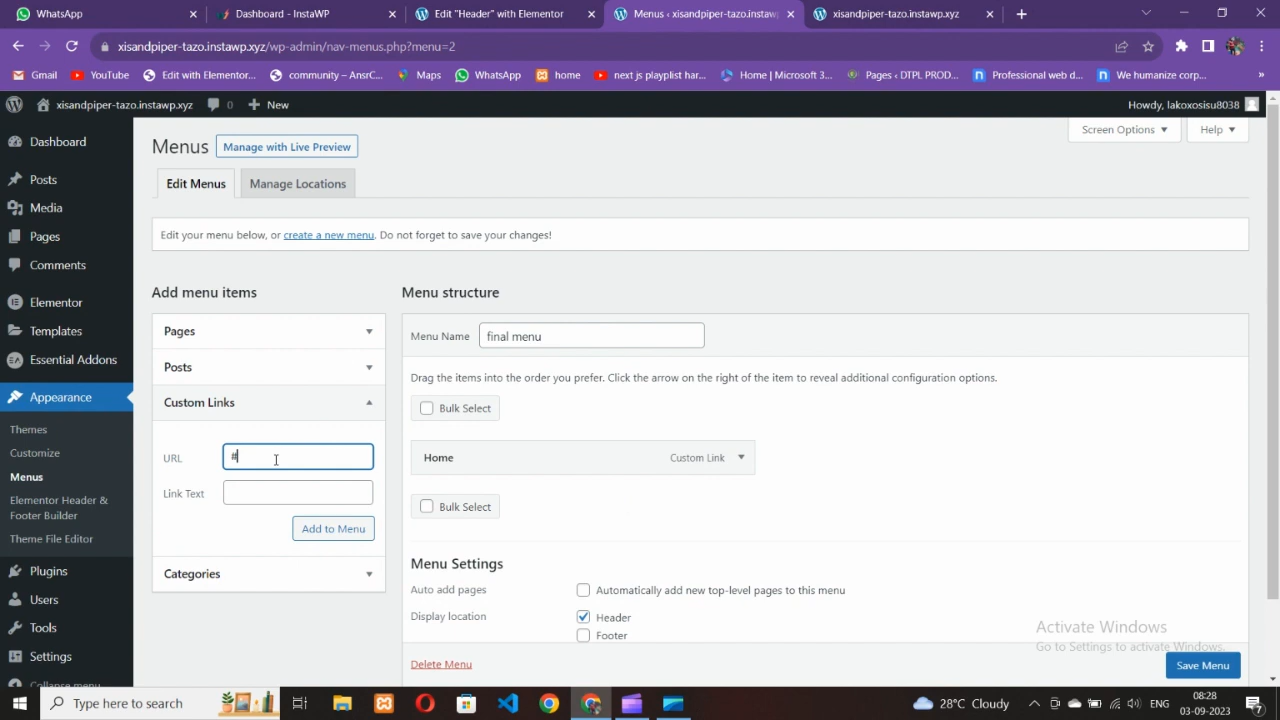 WhatsApp
Dashboard - InstaWP
Edit "Header" with Elementor
Menus ‹ xisandpiper-tazo.instawp
xisandpiper-tazo.instawp.xyz
xisandpiper-tazo.instawp.xyz/wp-admin/nav-menus.php?menu=2
Gmail
YouTube
Edit with Elementor...
community – AnsrC...
Maps
WhatsApp
home
next js playlist har...
Home | Microsoft 3...
Pages ‹ DTPL PROD...
Professional web d...
We humanize corp...
»
xisandpiper-tazo.instawp.xyz
0
New
Howdy, lakoxosisu8038
Dashboard
Posts
Media
Pages
Comments
Elementor
Templates
Essential Addons
Appearance
Themes
Customize
Menus
Elementor Header &
Footer Builder
Theme File Editor
Plugins
Users
Tools
Settings
Collapse menu
Menus
Manage with Live Preview
Screen Options
Help
Edit Menus
Manage Locations
Edit your menu below, or create a new menu. Do not forget to save your changes!
Add menu items
Pages
Posts
Custom Links
URL
#
Link Text
Add to Menu
Categories
Menu structure
Menu Name
final menu
Drag the items into the order you prefer. Click the arrow on the right of the item to reveal additional configuration options.
Bulk Select
Home
Custom Link
Bulk Select
Menu Settings
Auto add pages
Automatically add new top-level pages to this menu
Display location
Header
Footer
Delete Menu
Save Menu
Activate Windows
Go to Settings to activate Windows.
Type here to search
28°C Cloudy
ENG
08:28
03-09-2023
7